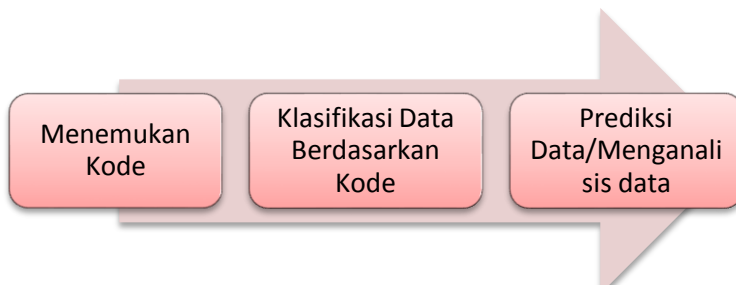 Menemukan
Kode
Klasifikasi Data
Berdasarkan
Kode
Prediksi
Data/Menganali
sis data